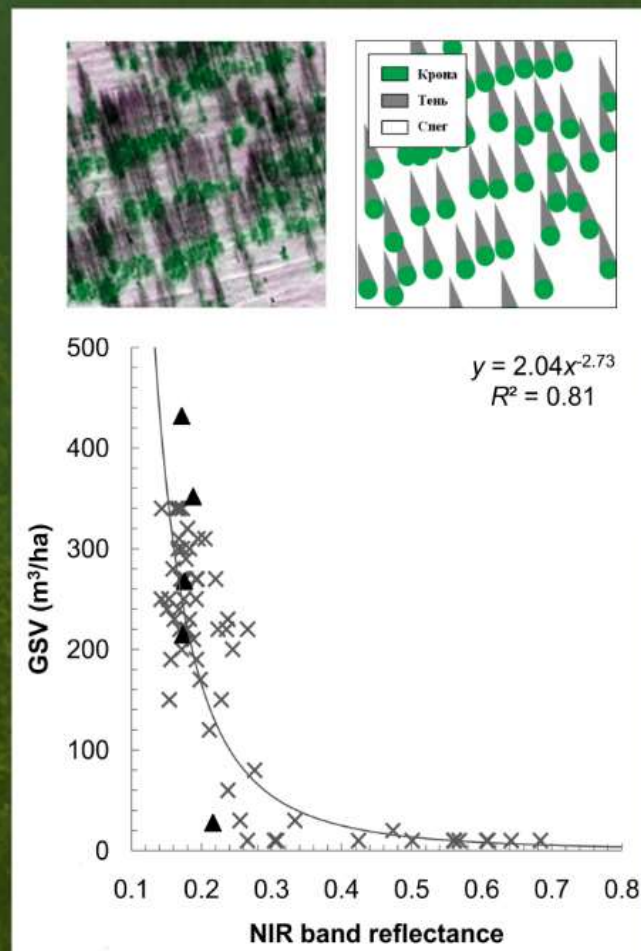 Крона
Тень
Снег
y = 2.04x^-2.73
R² = 0.81
500
400
300
200
100
0
GSV (m³/ha)
0.1 0.2 0.3 0.4 0.5 0.6 0.7 0.8
NIR band reflectance